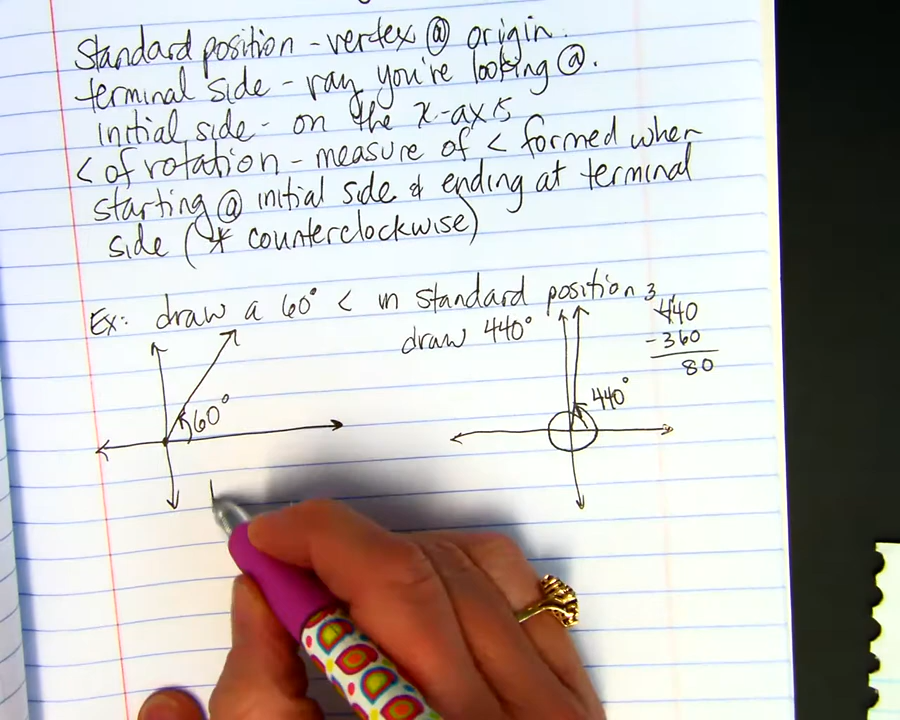 Standard position - vertex @ origin.
terminal side - ray you're looking @.
initial side - on the x-axis
< of rotation - measure of < formed when
starting @ initial side & ending at terminal
side (* counterclockwise)
Ex: draw a 60° < in standard position
draw 440°
3
440
-360
80
60°
440°